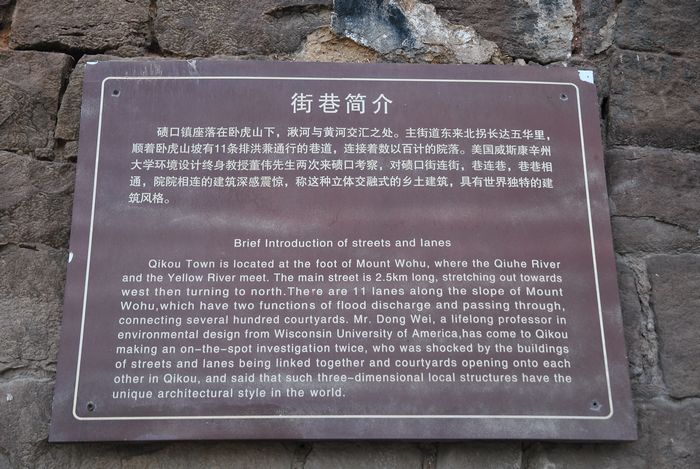 街巷简介
碛口镇座落在卧虎山下，湫河与黄河交汇之处。主街道东来北拐长达五华里，
顺着卧虎山坡有11条排洪兼通行的巷道，连接着数以百计的院落。美国威斯康辛州
大学环境设计终身教授董伟先生两次来碛口考察，对碛口街连街，巷连巷，巷巷相
通，院院相连的建筑深感震惊，称这种立体交融式的乡土建筑，具有世界独特的建
筑风格。
Brief Introduction of streets and lanes
Qikou Town is located at the foot of Mount Wohu, where the Qiuhe River
and the Yellow River meet. The main street is 2.5km long, stretching out towards
west then turning to north.There are 11 lanes along the slope of Mount
Wohu,which have two functions of flood discharge and passing through,
connecting several hundred courtyards. Mr. Dong Wei, a lifelong professor in
environmental design from Wisconsin University of America,has come to Qikou
making an on-the-spot investigation twice, who was shocked by the buildings
of streets and lanes being linked together and courtyards opening onto each
other in Qikou, and said that such three-dimensional local structures have the
unique architectural style in the world.